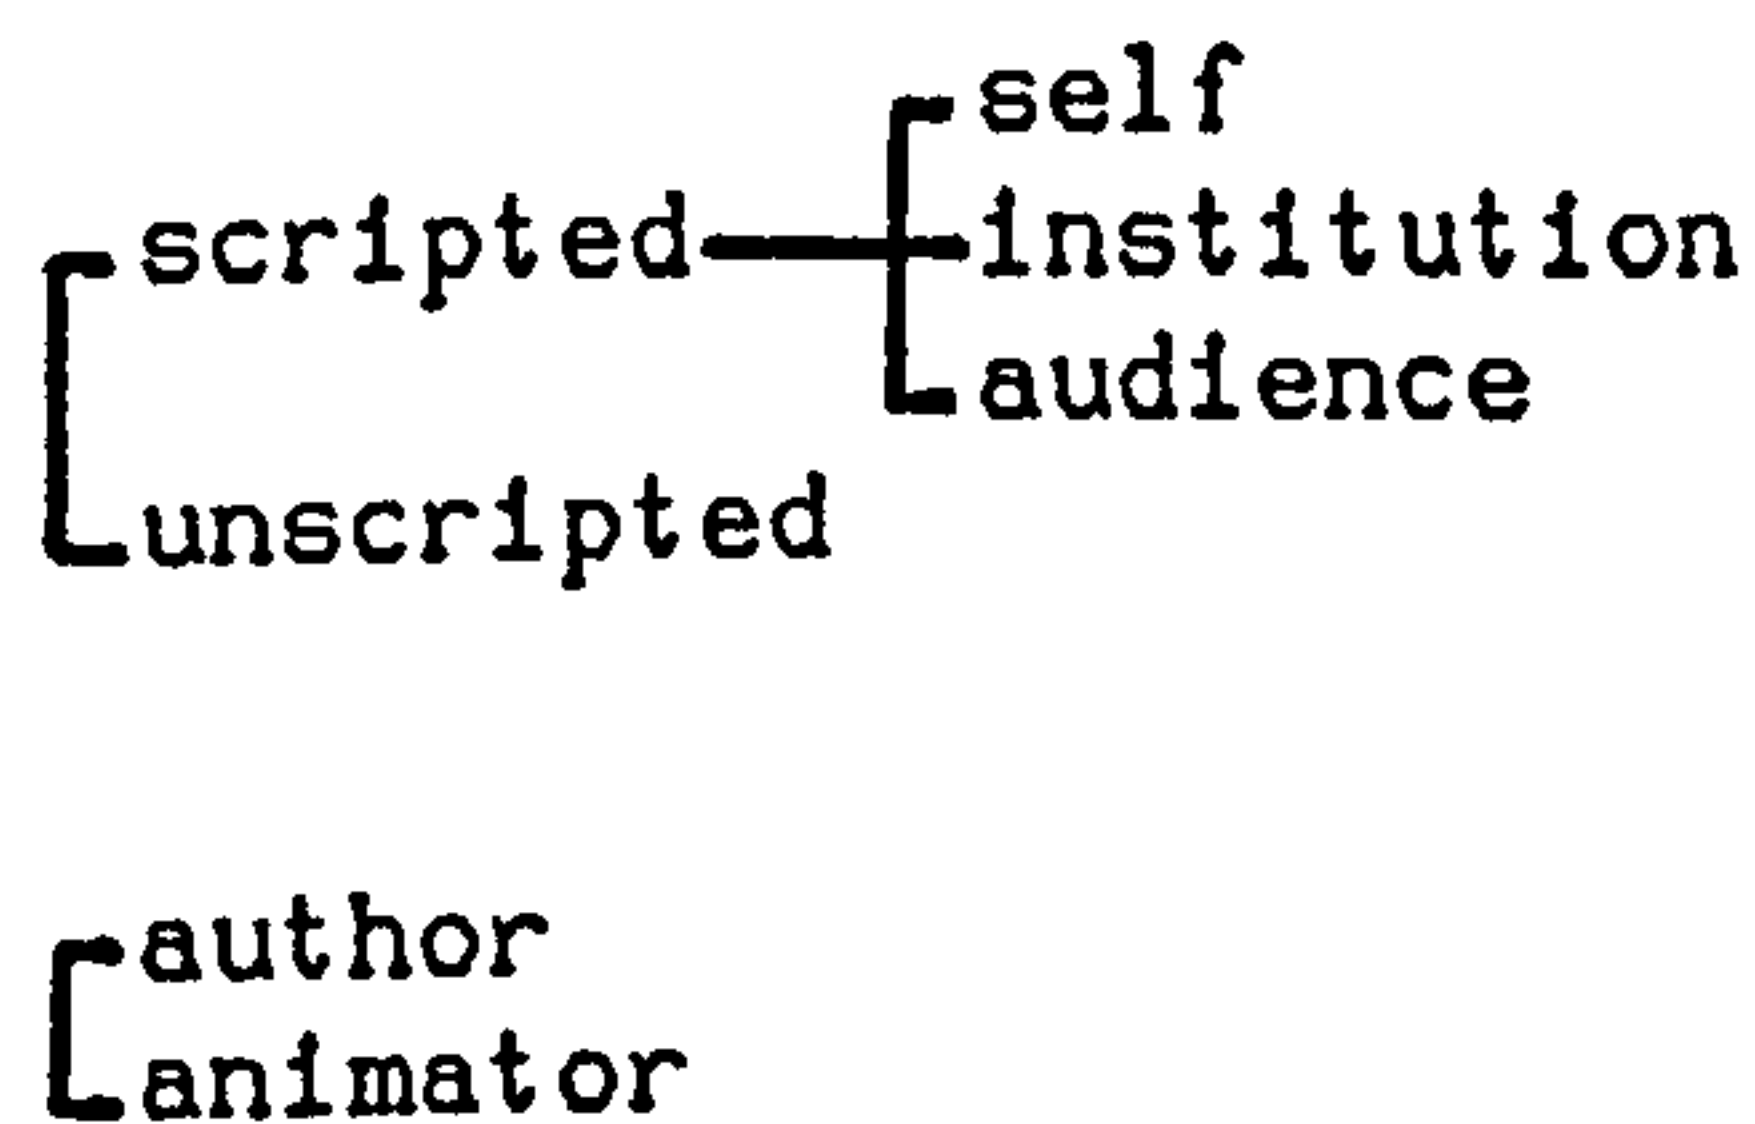 self
scripted institution
audience
unscripted
author
animator